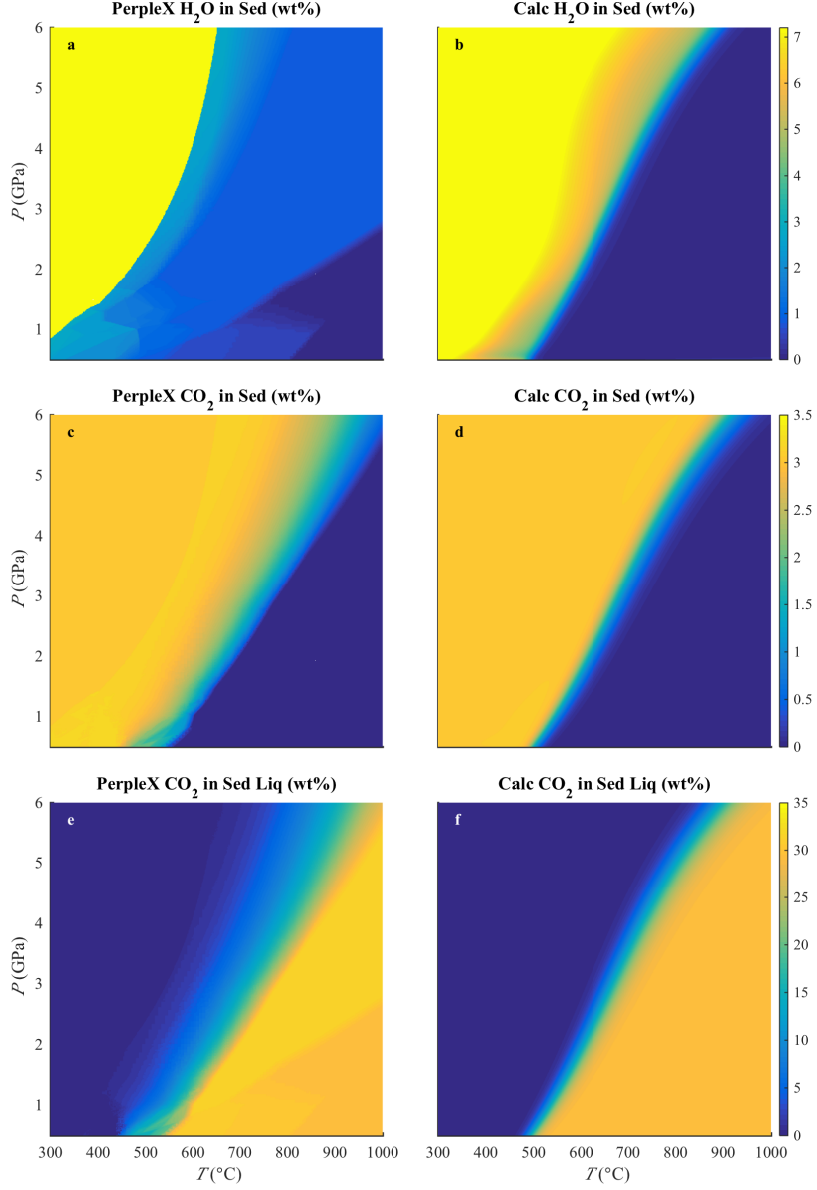 PerpleX H2O in Sed (wt%)
Calc H2O in Sed (wt%)
a
b
6
5
4
3
2
1
P (GPa)
7
6
5
4
3
2
1
0
PerpleX CO2 in Sed (wt%)
Calc CO2 in Sed (wt%)
c
d
6
5
4
3
2
1
P (GPa)
3.5
3
2.5
2
1.5
1
0.5
0
PerpleX CO2 in Sed Liq (wt%)
Calc CO2 in Sed Liq (wt%)
e
f
6
5
4
3
2
1
P (GPa)
35
30
25
20
15
10
5
0
300 400 500 600 700 800 900 1000
300 400 500 600 700 800 900 1000
T (°C)
T (°C)